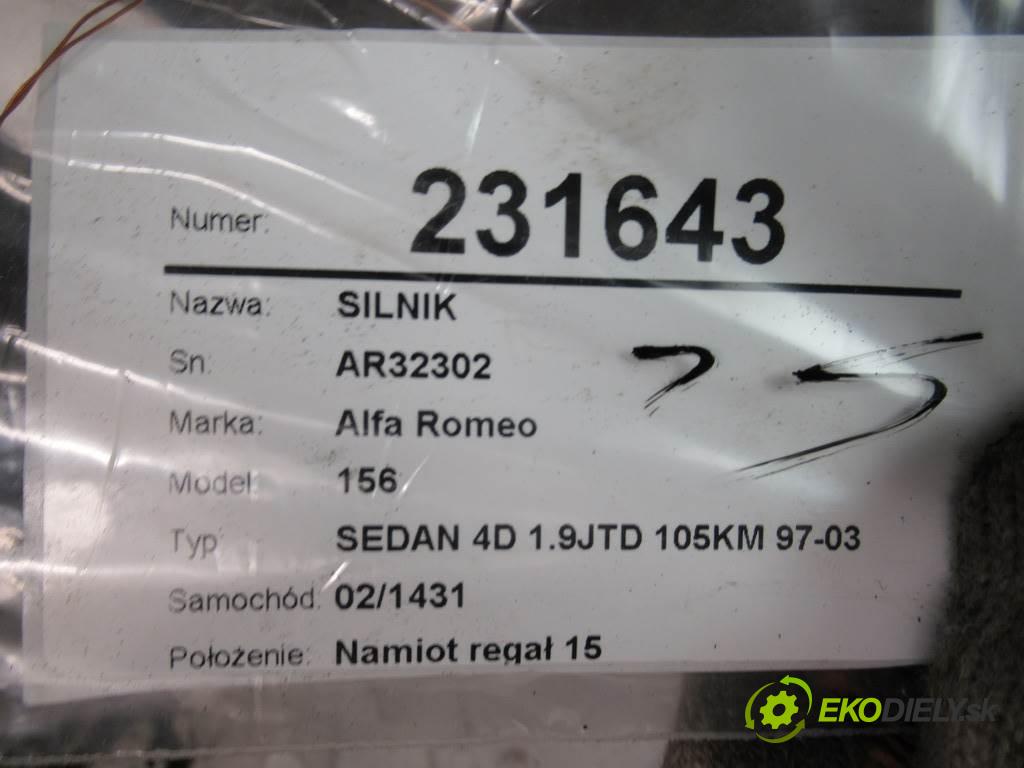 Numer: 231643
Nazwa: SILNIK
Sn: AR32302
Marka: Alfa Romeo
Model: 156
Typ SEDAN 4D 1.9JTD 105KM 97-03
Samochód: 02/1431
Położenie: Namiot regał 15
EKODIELY.sk